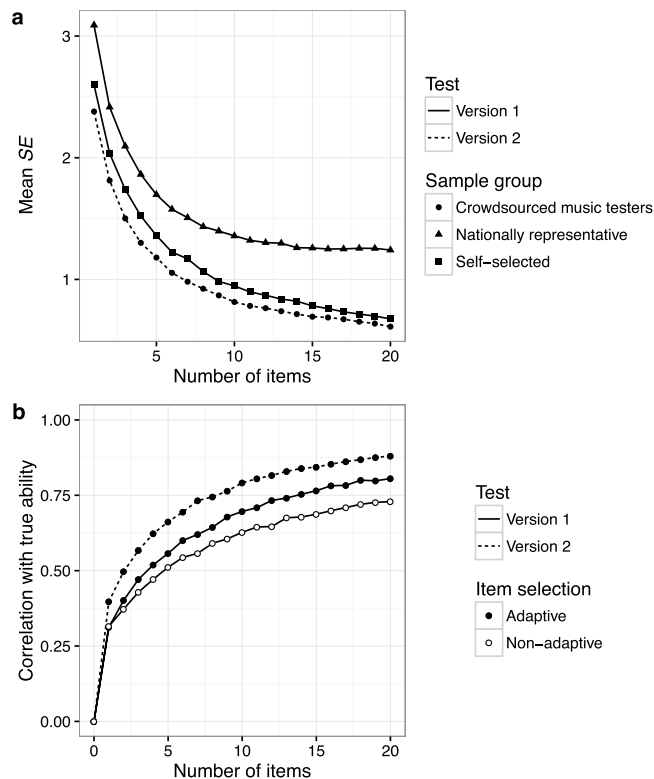 a
3
2
1
Mean SE
5
10
15
20
Number of items
Test
Version 1
Version 2
Sample group
Crowdsourced music testers
Nationally representative
Self−selected
b
1.00
0.75
0.50
0.25
0.00
Correlation with true ability
0
5
10
15
20
Number of items
Test
Version 1
Version 2
Item selection
Adaptive
Non−adaptive